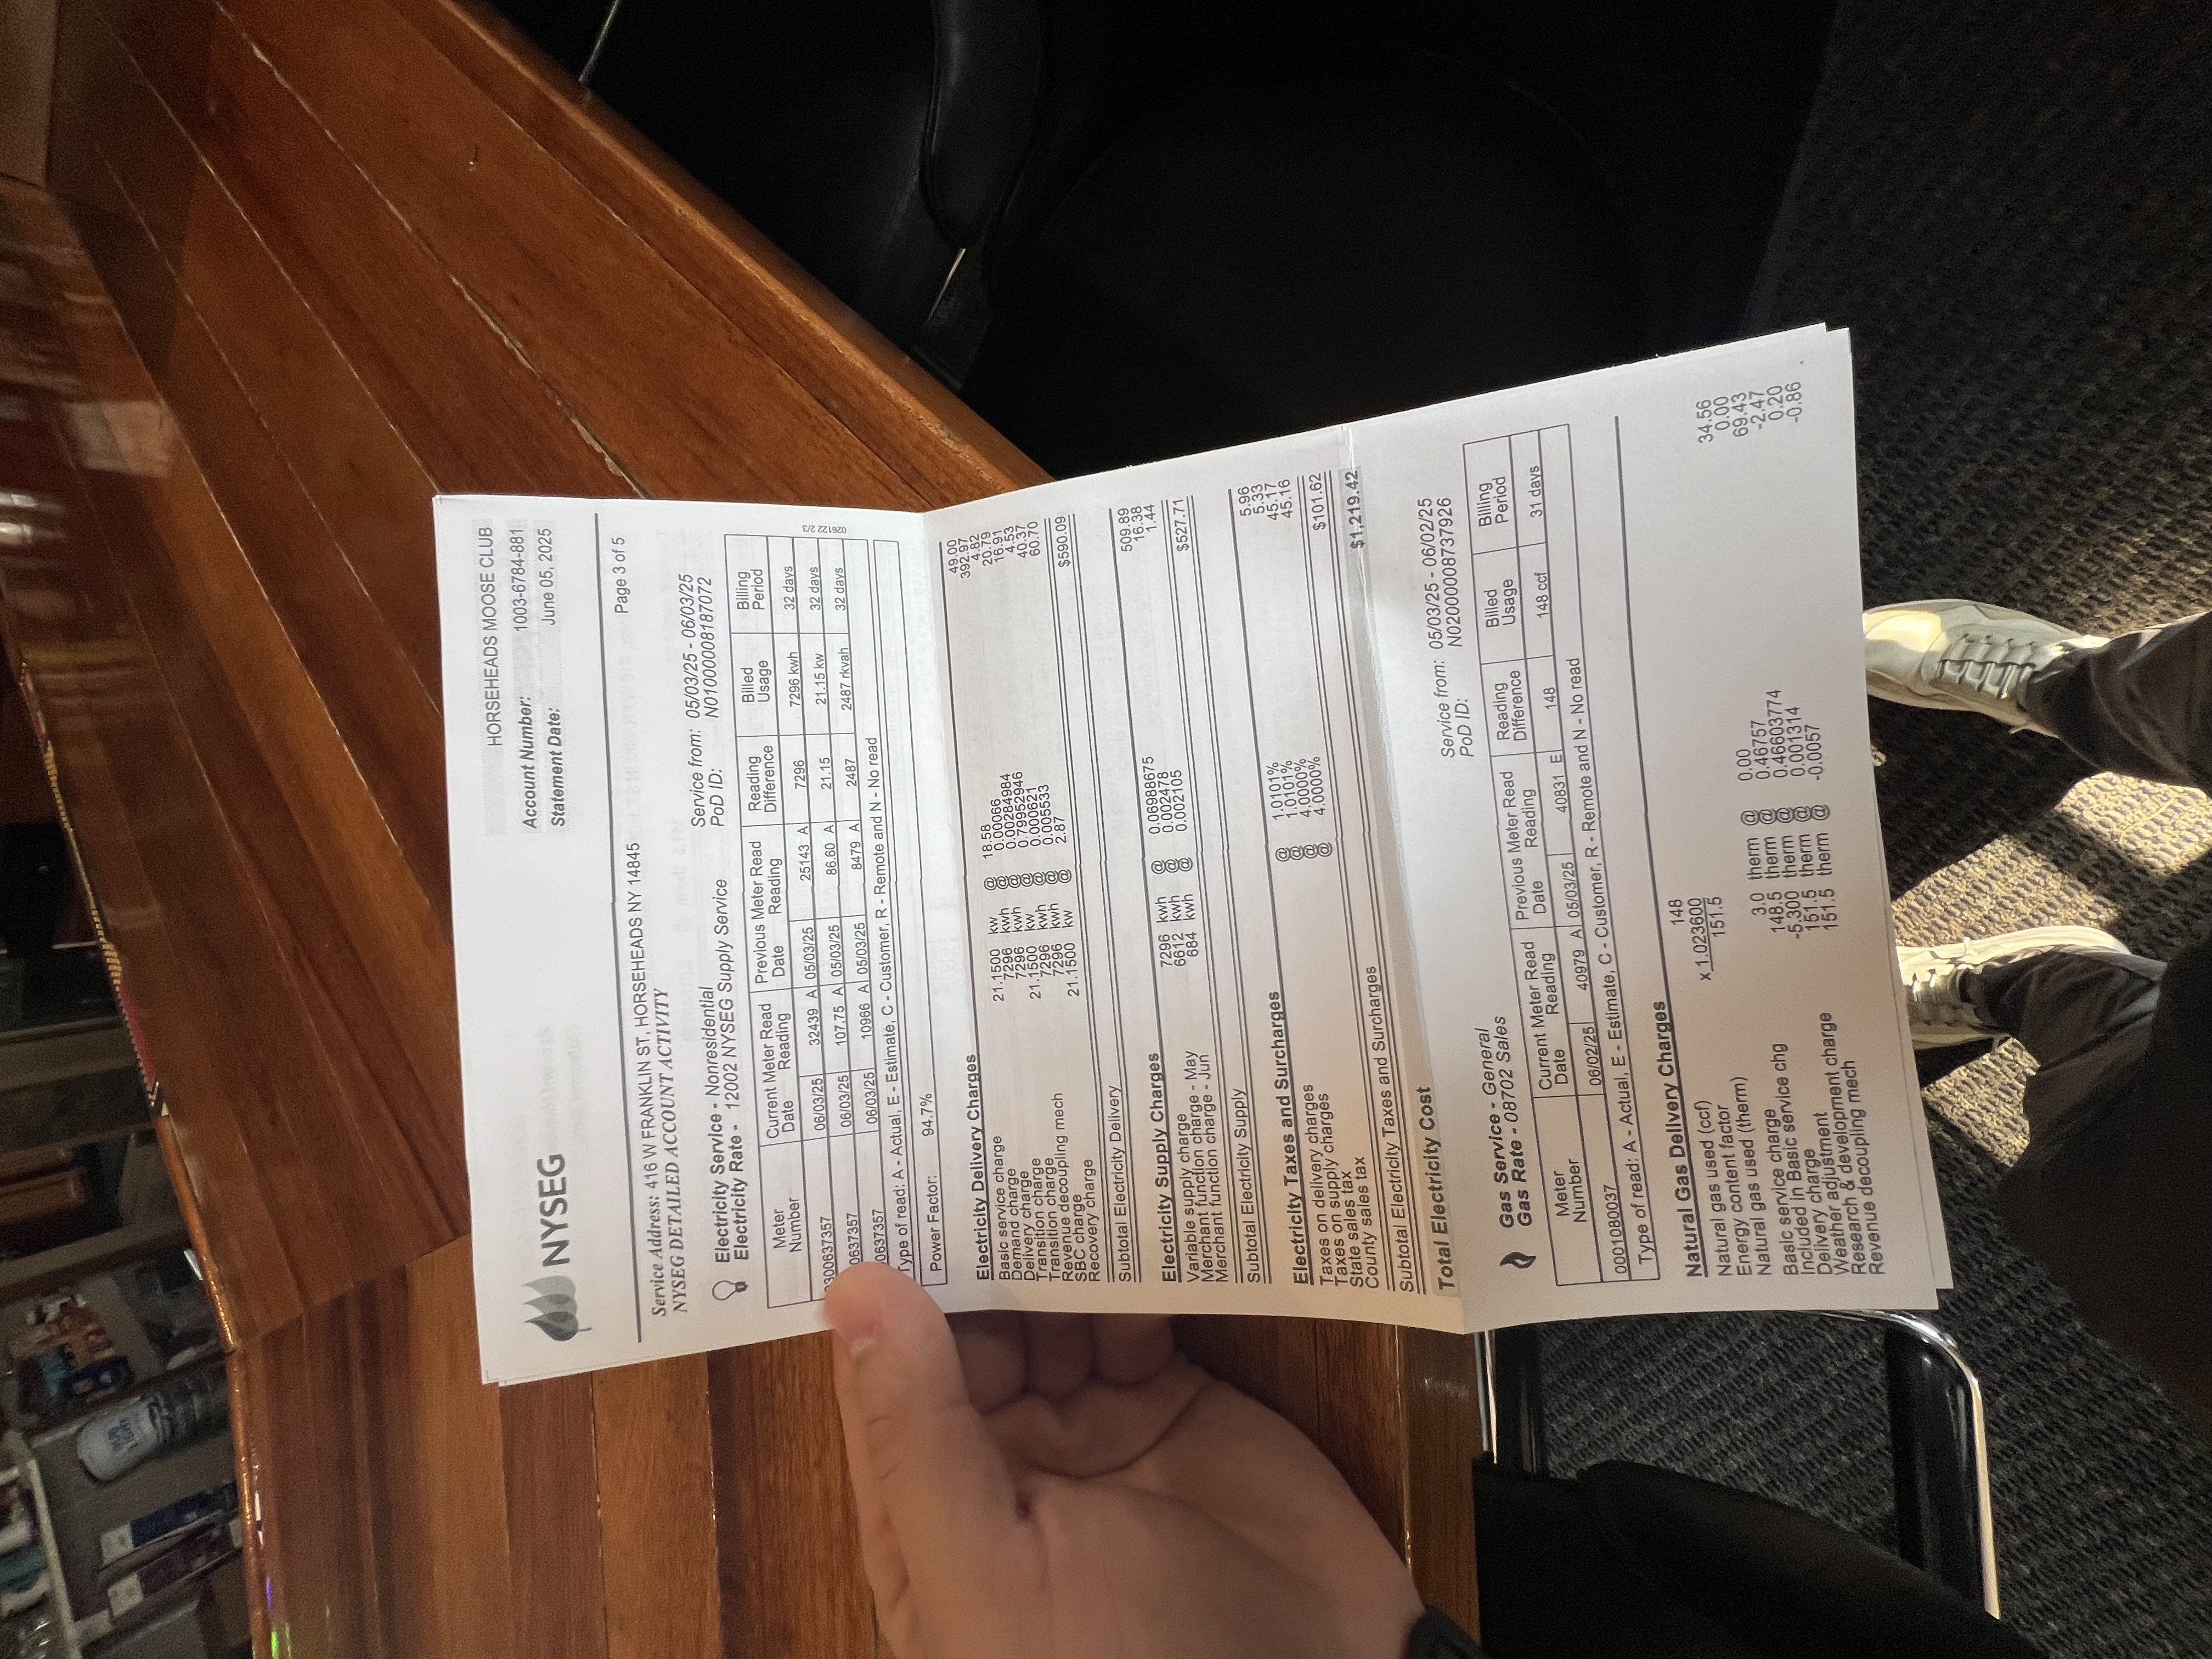 HORSEHEADS MOOSE CLUB
NYSEG
Account Number: 1003-6784-881
Statement Date: June 05, 2025
Page 3 of 5
Service Address: 416 W FRANKLIN ST, HORSEHEADS NY 14845
NYSEG DETAILED ACCOUNT ACTIVITY
Electricity Service - Nonresidential Service from: 05/03/25 - 06/03/25
Electricity Rate - 12002 NYSEG Supply Service PoD ID: N01000008187072
Meter Number Current Meter Read Date Reading Previous Meter Read Date Reading Reading Difference Billed Usage Billing Period
300637357 06/03/25 32439 A 05/03/25 25143 A 7296 7296 kwh 32 days
0637357 06/03/25 107.75 A 05/03/25 86.60 A 21.15 21.15 kw 32 days
0637357 06/03/25 10966 A 05/03/25 8479 A 2487 2487 rkvah 32 days
Type of read: A - Actual, E - Estimate, C - Customer, R - Remote and N - No read
026122 2/3
Power Factor: 94.7%
Electricity Delivery Charges
Basic service charge 49.00
Demand charge 21.1500 kw @ 18.58 392.97
Delivery charge 7296 kwh @ 0.00066 4.82
Transition charge 7296 kwh @ 0.00284984 20.79
Transition charge 21.1500 kw @ 0.79952946 16.91
Revenue decoupling mech 7296 kwh @ 0.000621 4.53
SBC charge 7296 kwh @ 0.005533 40.37
Recovery charge 21.1500 kw @ 2.87 60.70
Subtotal Electricity Delivery $590.09
Electricity Supply Charges
Variable supply charge 7296 kwh @ 0.06988675 509.89
Merchant function charge - May 6612 kwh @ 0.002478 16.38
Merchant function charge - Jun 684 kwh @ 0.002105 1.44
Subtotal Electricity Supply $527.71
Electricity Taxes and Surcharges
Taxes on delivery charges @ 1.0101% 5.96
Taxes on supply charges @ 1.0101% 5.33
State sales tax @ 4.0000% 45.17
County sales tax @ 4.0000% 45.16
Subtotal Electricity Taxes and Surcharges $101.62
Total Electricity Cost $1,219.42
Gas Service - General Service from: 05/03/25 - 06/02/25
Gas Rate - 08702 Sales PoD ID: N02000008737926
Meter Number Current Meter Read Date Reading Previous Meter Read Date Reading Reading Difference Billed Usage Billing Period
0001080037 06/02/25 40979 A 05/03/25 40831 E 148 148 ccf 31 days
Type of read: A - Actual, E - Estimate, C - Customer, R - Remote and N - No read
Natural Gas Delivery Charges
Natural gas used (ccf) 148
Energy content factor x 1.023600
Natural gas used (therm) 151.5
Basic service charge 34.56
Included in Basic service chg 3.0 therm @ 0.00 0.00
Delivery charge 148.5 therm @ 0.46757 69.43
Weather adjustment -5.300 therm @ 0.46603774 -2.47
Research & development charge 151.5 therm @ 0.001314 0.20
Revenue decoupling mech 151.5 therm @ -0.0057 -0.86